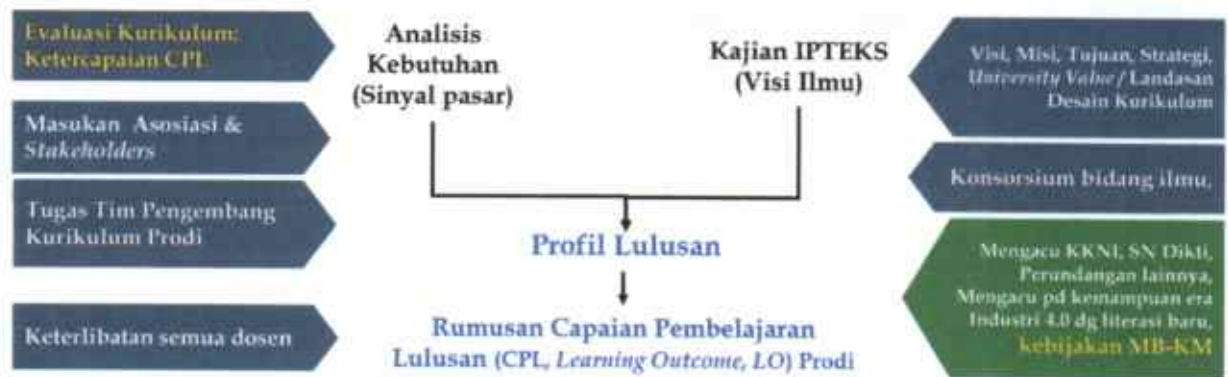 Evaluasi Kurikulum:
Ketercapaian CPL
Masukan Asosiasi &
Stakeholders
Tugas Tim Pengembang
Kurikulum Prodi
Keterlibatan semua dosen
Analisis
Kebutuhan
(Sinyal pasar)
Kajian IPTEKS
(Visi Ilmu)
Profil Lulusan
Rumusan Capaian Pembelajaran
Lulusan (CPL, Learning Outcome, LO) Prodi
Visi, Misi, Tujuan, Strategi,
University Value / Landasan
Desain Kurikulum
Konsorsium bidang ilmu.
Mengacu KKNI, SN Dikti,
Perundangan lainnya,
Mengacu pd kemampuan era
Industri 4.0 dg literasi baru,
kebijakan MB-KM